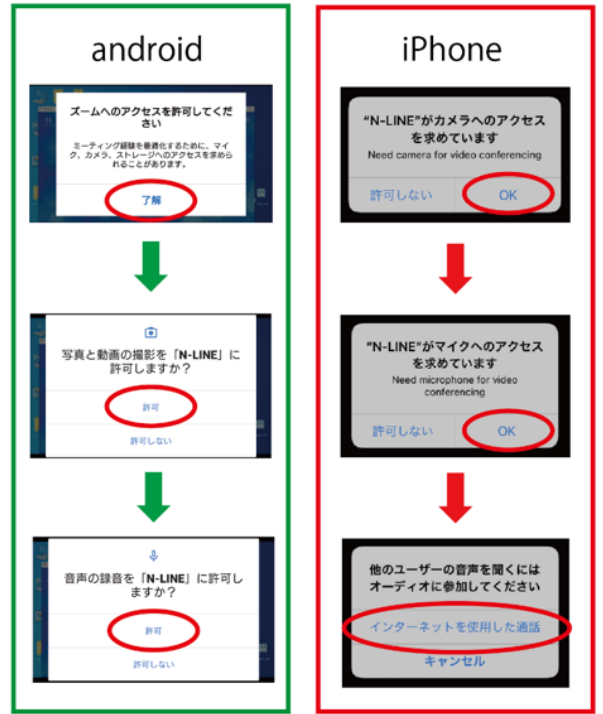 android
ズームへのアクセスを許可してくだ
さい
ミーティング経験を最適化するために、マイ
ク、カメラ、ストレージへのアクセスを求めら
れることがあります。
了解
写真と動画の撮影を「N-LINE」に
許可しますか？
許可
許可しない
音声の録音を「N-LINE」に許可し
ますか？
許可
許可しない
iPhone
“N-LINE”がカメラへのアクセス
を求めています
Need camera for video conferencing
許可しない
OK
“N-LINE”がマイクへのアクセス
を求めています
Need microphone for video
conferencing
許可しない
OK
他のユーザーの音声を聞くには
オーディオに参加してください
インターネットを使用した通話
キャンセル